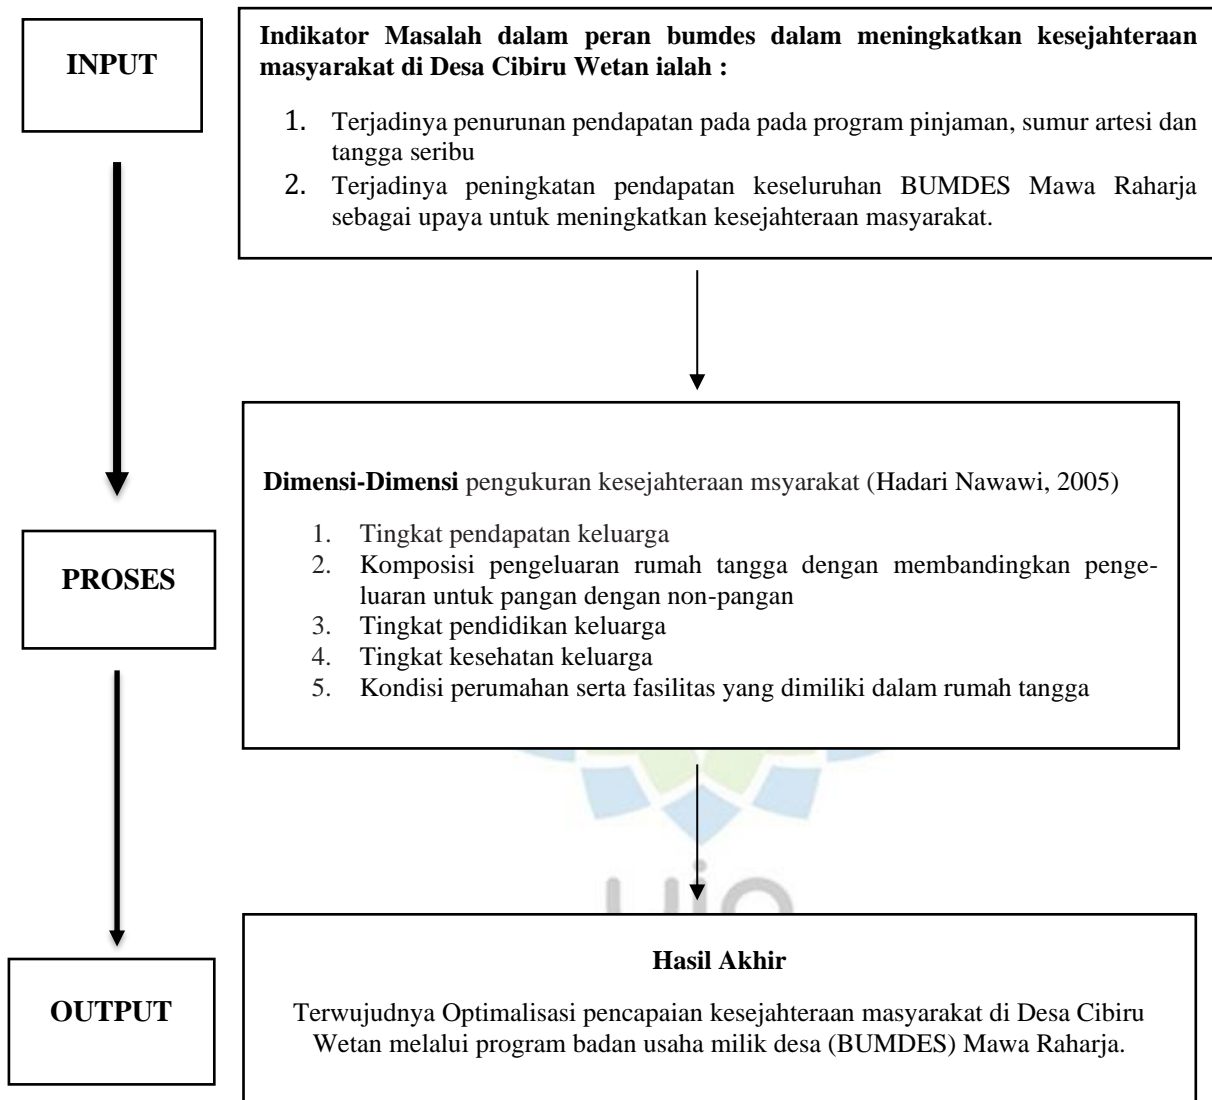 INPUT
Indikator Masalah dalam peran bumdes dalam meningkatkan kesejahteraan
masyarakat di Desa Cibiru Wetan ialah :
1. Terjadinya penurunan pendapatan pada pada program pinjaman, sumur artesi dan
tangga seribu
2. Terjadinya peningkatan pendapatan keseluruhan BUMDES Mawa Raharja
sebagai upaya untuk meningkatkan kesejahteraan masyarakat.
PROSES
Dimensi-Dimensi pengukuran kesejahteraan msyarakat (Hadari Nawawi, 2005)
1. Tingkat pendapatan keluarga
2. Komposisi pengeluaran rumah tangga dengan membandingkan penge-
luaran untuk pangan dengan non-pangan
3. Tingkat pendidikan keluarga
4. Tingkat kesehatan keluarga
5. Kondisi perumahan serta fasilitas yang dimiliki dalam rumah tangga
uin
OUTPUT
Hasil Akhir
Terwujudnya Optimalisasi pencapaian kesejahteraan masyarakat di Desa Cibiru
Wetan melalui program badan usaha milik desa (BUMDES) Mawa Raharja.